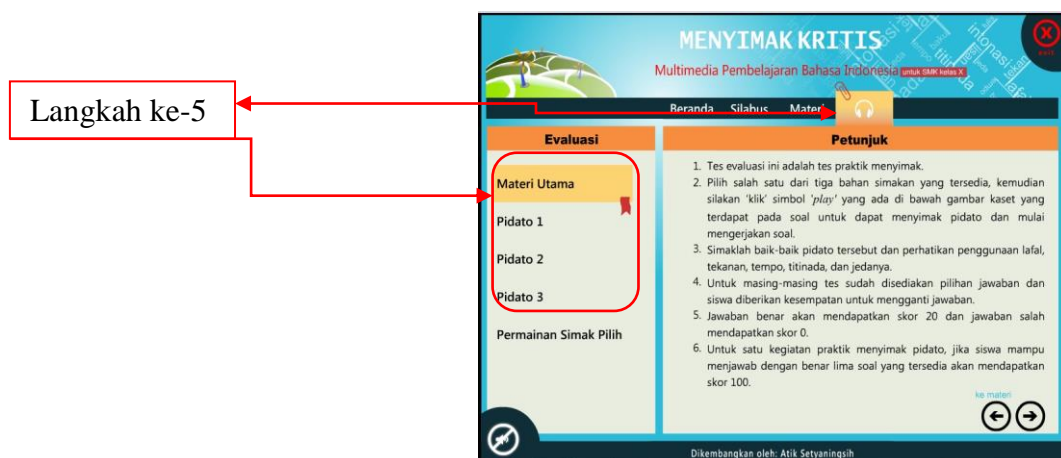 Langkah ke-5
MENYIMAK KRITIS
Multimedia Pembelajaran Bahasa Indonesia untuk SMK kelas X
Beranda Silabus Materi
Evaluasi
Materi Utama
Pidato 1
Pidato 2
Pidato 3
Permainan Simak Pilih
Petunjuk
1. Tes evaluasi ini adalah tes praktik menyimak.
2. Pilih salah satu dari tiga bahan simakan yang tersedia, kemudian
silakan 'klik' simbol 'play' yang ada di bawah gambar kaset yang
terdapat pada soal untuk dapat menyimak pidato dan mulai
mengerjakan soal.
3. Simaklah baik-baik pidato tersebut dan perhatikan penggunaan lafal,
tekanan, tempo, titinada, dan jedanya.
4. Untuk masing-masing tes sudah disediakan pilihan jawaban dan
siswa diberikan kesempatan untuk mengganti jawaban.
5. Jawaban benar akan mendapatkan skor 20 dan jawaban salah
mendapatkan skor 0.
6. Untuk satu kegiatan praktik menyimak pidato, jika siswa mampu
menjawab dengan benar lima soal yang tersedia akan mendapatkan
skor 100.
ke materi
Dikembangkan oleh: Atik Setyaningsih